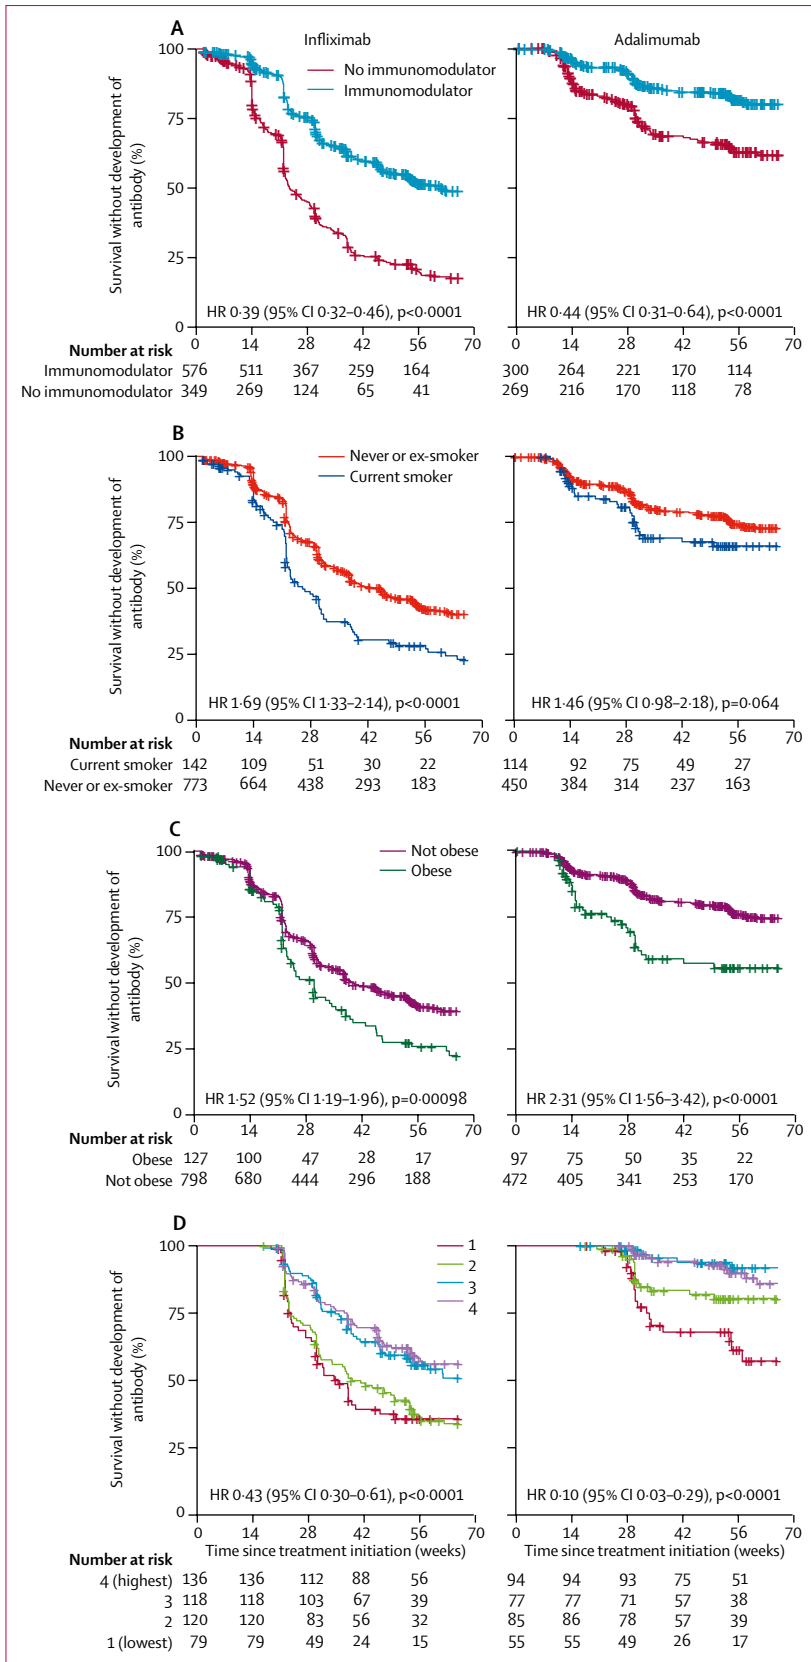 A
Infliximab
Adalimumab
No immunomodulator
Immunomodulator
Survival without development of
antibody (%)
100
75
50
25
0
HR 0·39 (95% CI 0·32–0·46), p<0·0001
HR 0·44 (95% CI 0·31–0·64), p<0·0001
0 14 28 42 56 70
0 14 28 42 56 70
Number at risk
Immunomodulator 576 511 367 259 164 300 264 221 170 114
No immunomodulator 349 269 124 65 41 269 216 170 118 78
B
Never or ex-smoker
Current smoker
Survival without development of
antibody (%)
100
75
50
25
0
HR 1·69 (95% CI 1·33–2·14), p<0·0001
HR 1·46 (95% CI 0·98–2·18), p=0·064
0 14 28 42 56 70
0 14 28 42 56 70
Number at risk
Current smoker 142 109 51 30 22 114 92 75 49 27
Never or ex-smoker 773 664 438 293 183 450 384 314 237 163
C
Not obese
Obese
Survival without development of
antibody (%)
100
75
50
25
0
HR 1·52 (95% CI 1·19–1·96), p=0·00098
HR 2·31 (95% CI 1·56–3·42), p<0·0001
0 14 28 42 56 70
0 14 28 42 56 70
Number at risk
Obese 127 100 47 28 17 97 75 50 35 22
Not obese 798 680 444 296 188 472 405 341 253 170
D
1
2
3
4
Survival without development of
antibody (%)
100
75
50
25
0
HR 0·43 (95% CI 0·30–0·61), p<0·0001
HR 0·10 (95% CI 0·03–0·29), p<0·0001
0 14 28 42 56 70
0 14 28 42 56 70
Time since treatment initiation (weeks)
Time since treatment initiation (weeks)
Number at risk
4 (highest) 136 136 112 88 56 94 94 93 75 51
3 118 118 103 67 39 77 77 71 57 38
2 120 120 83 56 32 85 86 78 57 39
1 (lowest) 79 79 49 24 15 55 55 49 26 17